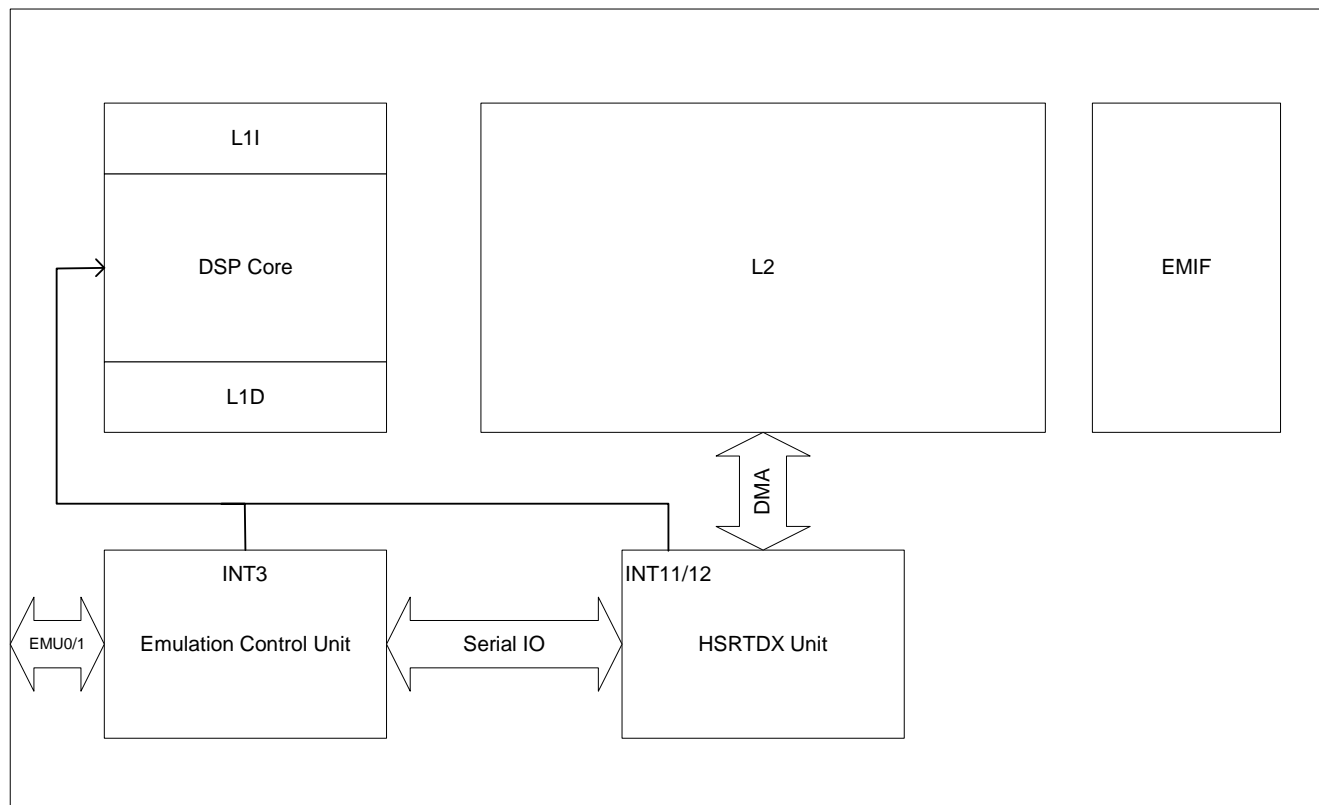 L1I
DSP Core
L2
EMIF
L1D
DMA
INT3
INT11/12
EMU0/1
Emulation Control Unit
Serial IO
HSRTDX Unit